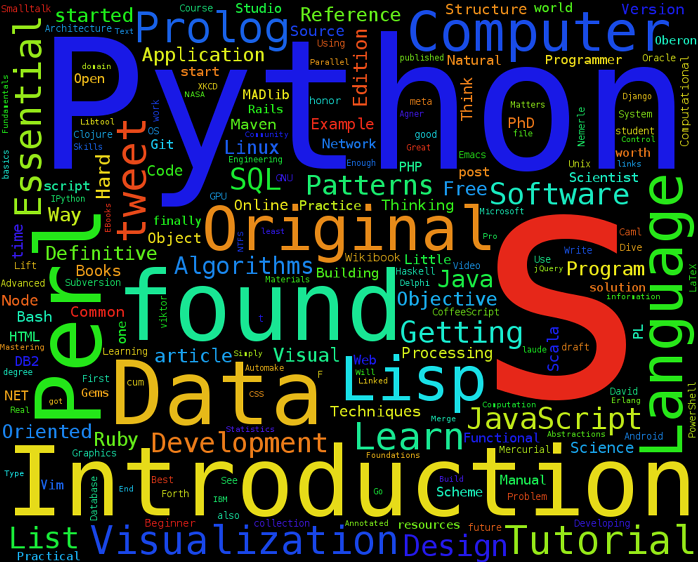 Smalltalk
Course
Studio
Structure
world
Version
started
Prolog
Reference
Computer
Architecture
Text
Source
Oberon
Essential
Python
Application
Using
Edition
Natural
Programmer
Oracle
domain
Open
start
Parallel
published
XKCD
NASA
MADlib
honor
meta
Think
Matters
Django
Computational
Fundamentals
Rails
Agner
PhD
file
System
Libtool
work
Maven
Community
Example
good
Nemerle
student
Control
Clojure
Skills
OS
Git
Linux
Network
Great
worth
links
tweet
Engineering
Enough
Emacs
Unix
basics
Hard
Code
SQL
GNU
PHP
post
Scientist
script
IPython
EBooks
GPU
Patterns
Free
Software
Language
Way
Online
Practice
Thinking
Microsoft
finally
Original
time
Perl
Object
NTFS
least
Pro
S
Caml
Definitive
Wikibook
Little
Write
Dive
Lift
Books
Algorithms
Building
Haskell
Video
Use
jQuery
Program
LaTeX
Advanced
Subversion
found
Materials
Delphi
Java
solution
Node
Common
viktor
t
Objective
information
Bash
one
CoffeeScript
Getting
Scala
PL
HTML
Mastering
Learning
article
Simply
Visual
Web
Processing
laude
draft
DB2
degree
Automake
Will
Lisp
David
Erlang
PowerShell
First
Gems
cum
Data
CSS
F
Linked
NET
got
Real
Techniques
Computation
Merge
JavaScript
Oriented
Ruby
Statistics
Development
Learn
Functional
Abstractions
Android
Graphics
Foundations
Mercurial
Science
Type
Introduction
Vim
Database
End
Best
Forth
See
IBM
also
Go
Build
Scheme
Manual
Problem
Beginner
collection
Annotated
resources
future
Developing
List
Practical
Visualization
Design
Tutorial